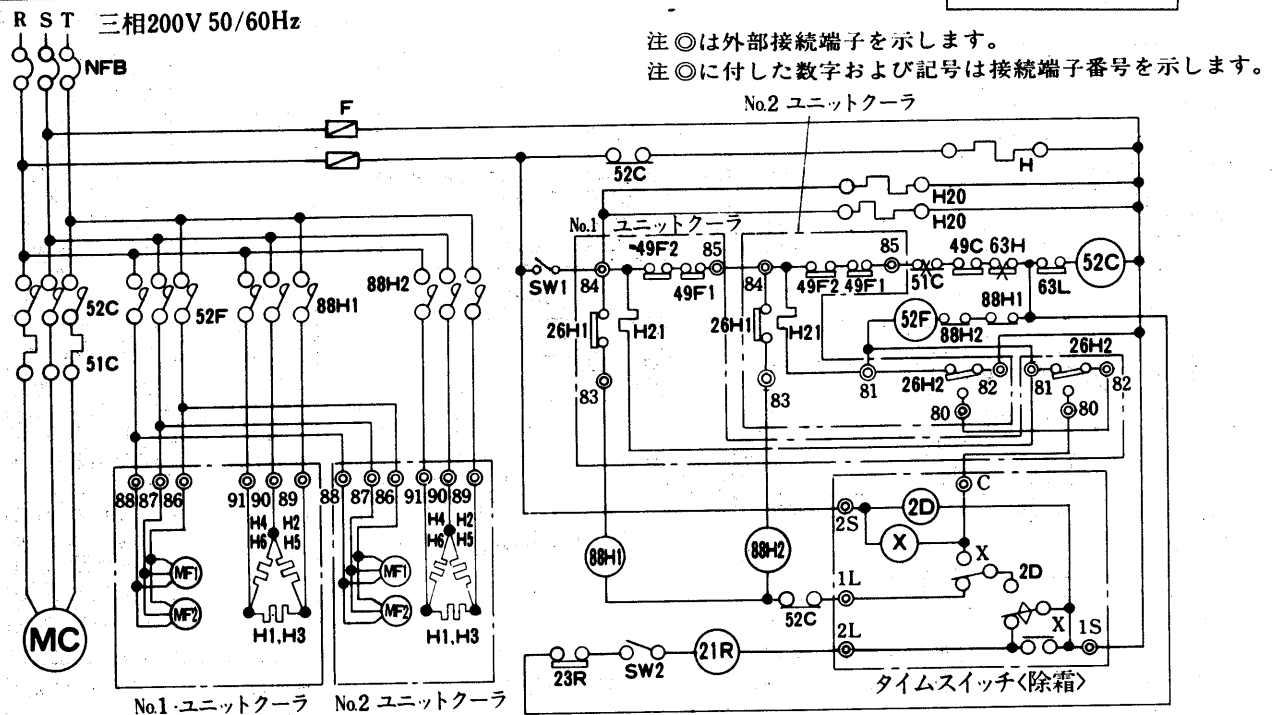 R S T 三相200V 50/60Hz
注 ◎は外部接続端子を示します。
注 ◎に付した数字および記号は接続端子番号を示します。
NFB
No.2 ユニットクーラ
F
52C
H
H20
H20
No.1 ユニットクーラ
49F2
85
85
49C 63H
52C
SW1
84
49F1
84
49F2 49F1
51C
63L
88H2
52C
52F
88H1
26H1
H21
26H1
H21
52F
88H2
88H1
26H2
51C
83
83
81
26H2
82
81
82
80
80
88 87 86
91 90 89
88 87 86
91 90 89
C
H4
H6
H2
H5
H4
H6
H2
H5
2S
2D
X
MF1
MF2
MF1
MF2
88H1
88H2
X
2D
1L
H1,H3
H1,H3
52C
2L
X
1S
MC
23R
SW2
21R
タイムスイッチ〈除霜〉
No.1 ユニットクーラ
No.2 ユニットクーラ